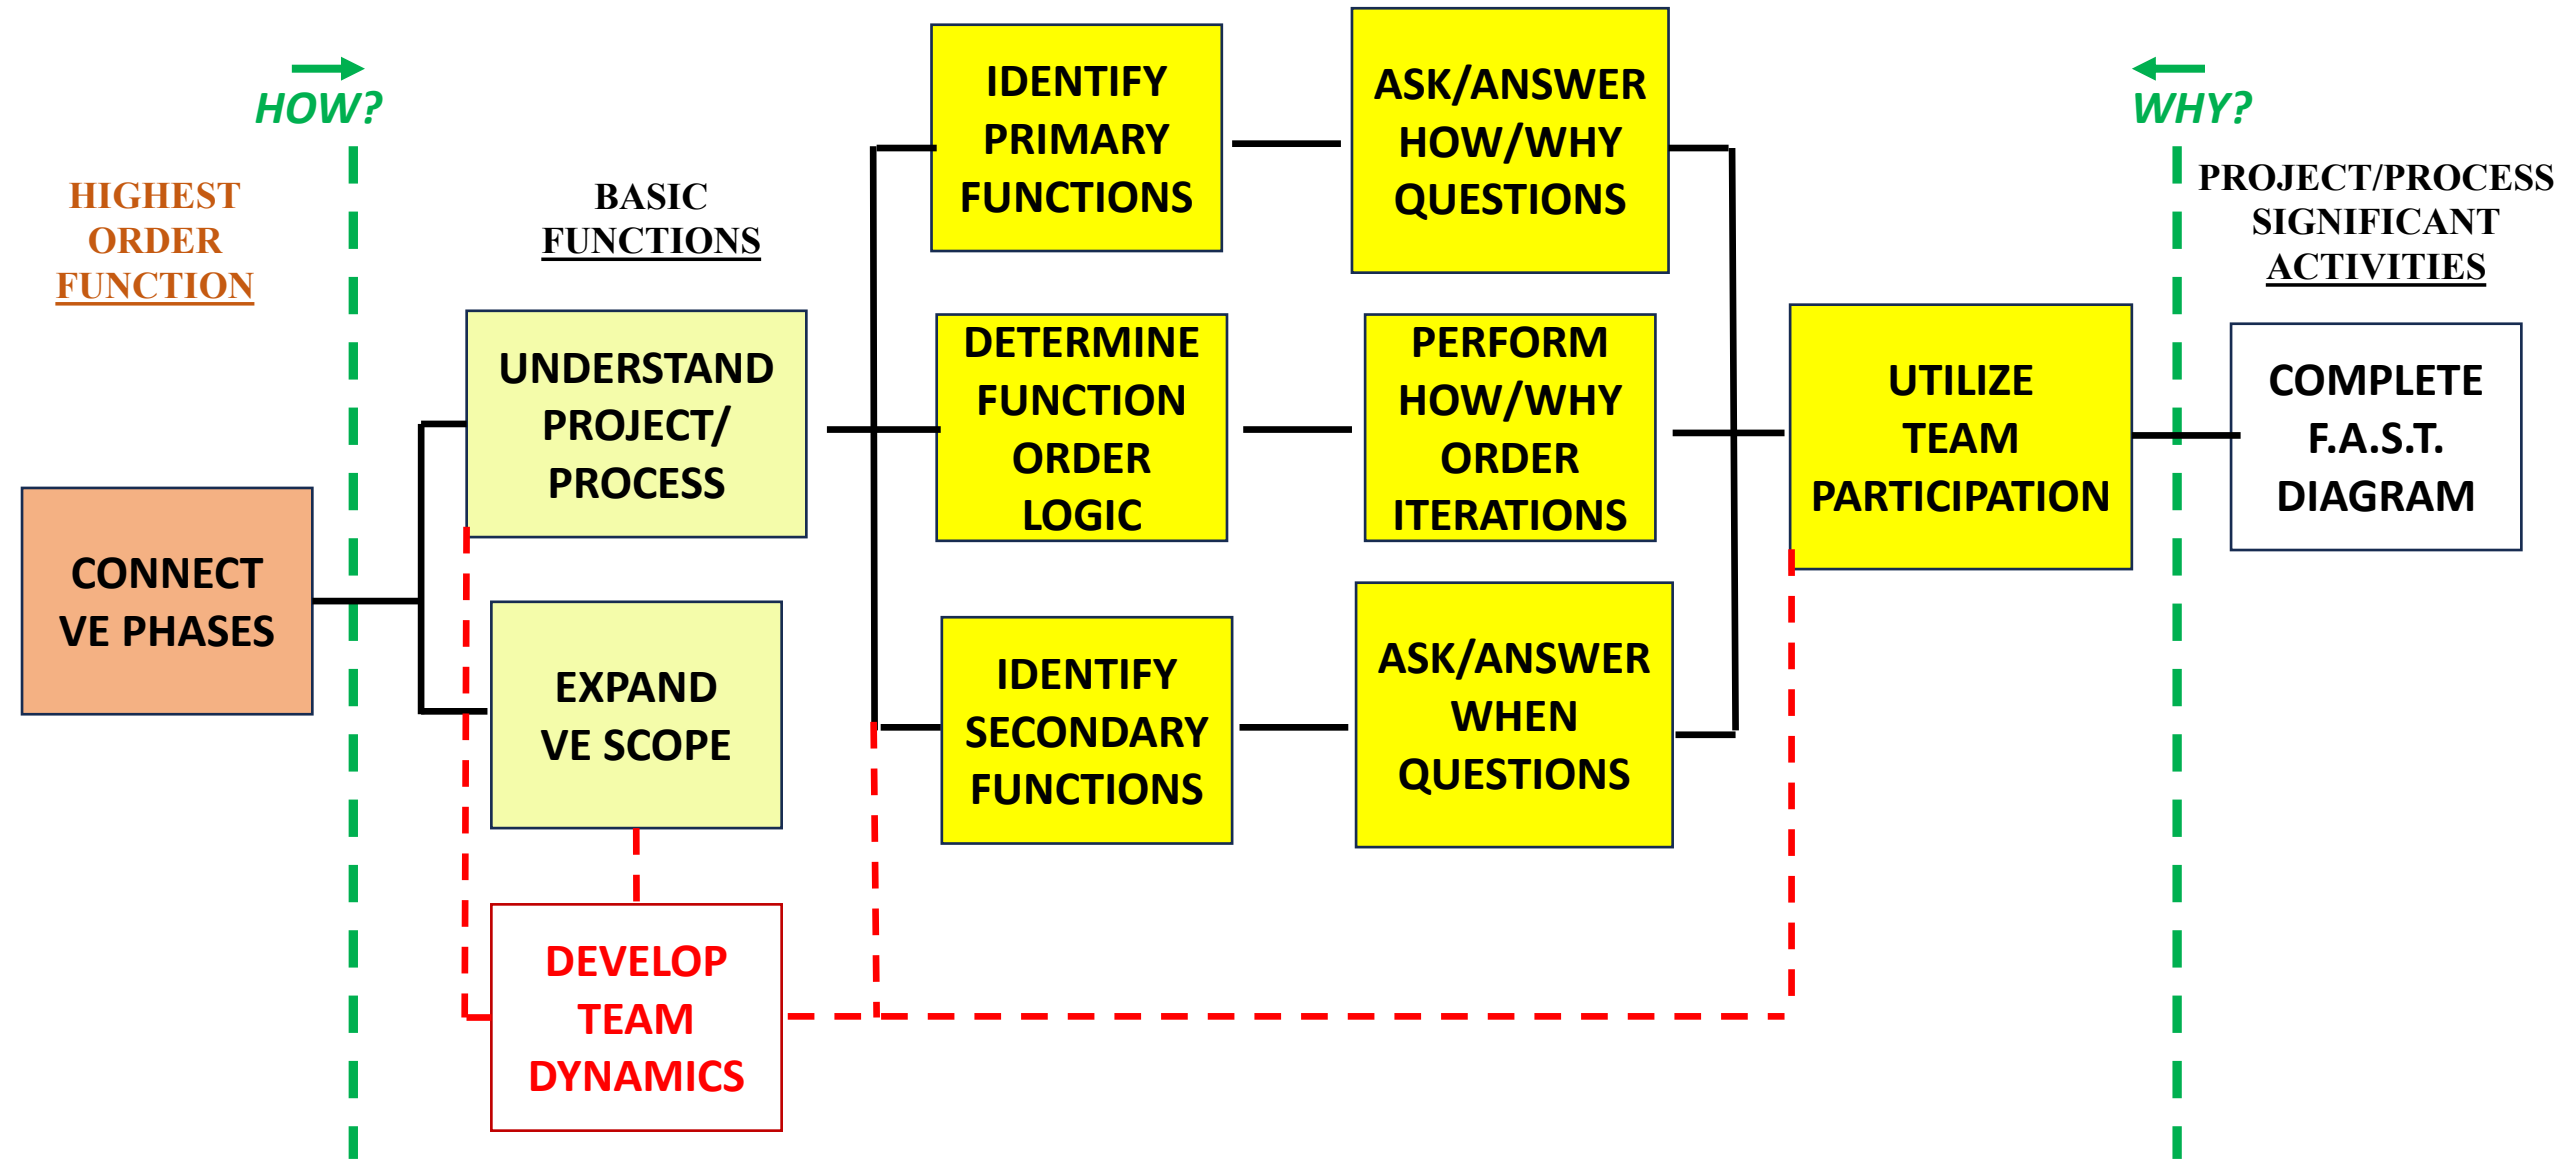 HOW?
WHY?
HIGHEST
ORDER
FUNCTION
BASIC
FUNCTIONS
PROJECT/PROCESS
SIGNIFICANT
ACTIVITIES
CONNECT
VE PHASES
UNDERSTAND
PROJECT/
PROCESS
EXPAND
VE SCOPE
DEVELOP
TEAM
DYNAMICS
IDENTIFY
PRIMARY
FUNCTIONS
ASK/ANSWER
HOW/WHY
QUESTIONS
DETERMINE
FUNCTION
ORDER
LOGIC
PERFORM
HOW/WHY
ORDER
ITERATIONS
IDENTIFY
SECONDARY
FUNCTIONS
ASK/ANSWER
WHEN
QUESTIONS
UTILIZE
TEAM
PARTICIPATION
COMPLETE
F.A.S.T.
DIAGRAM